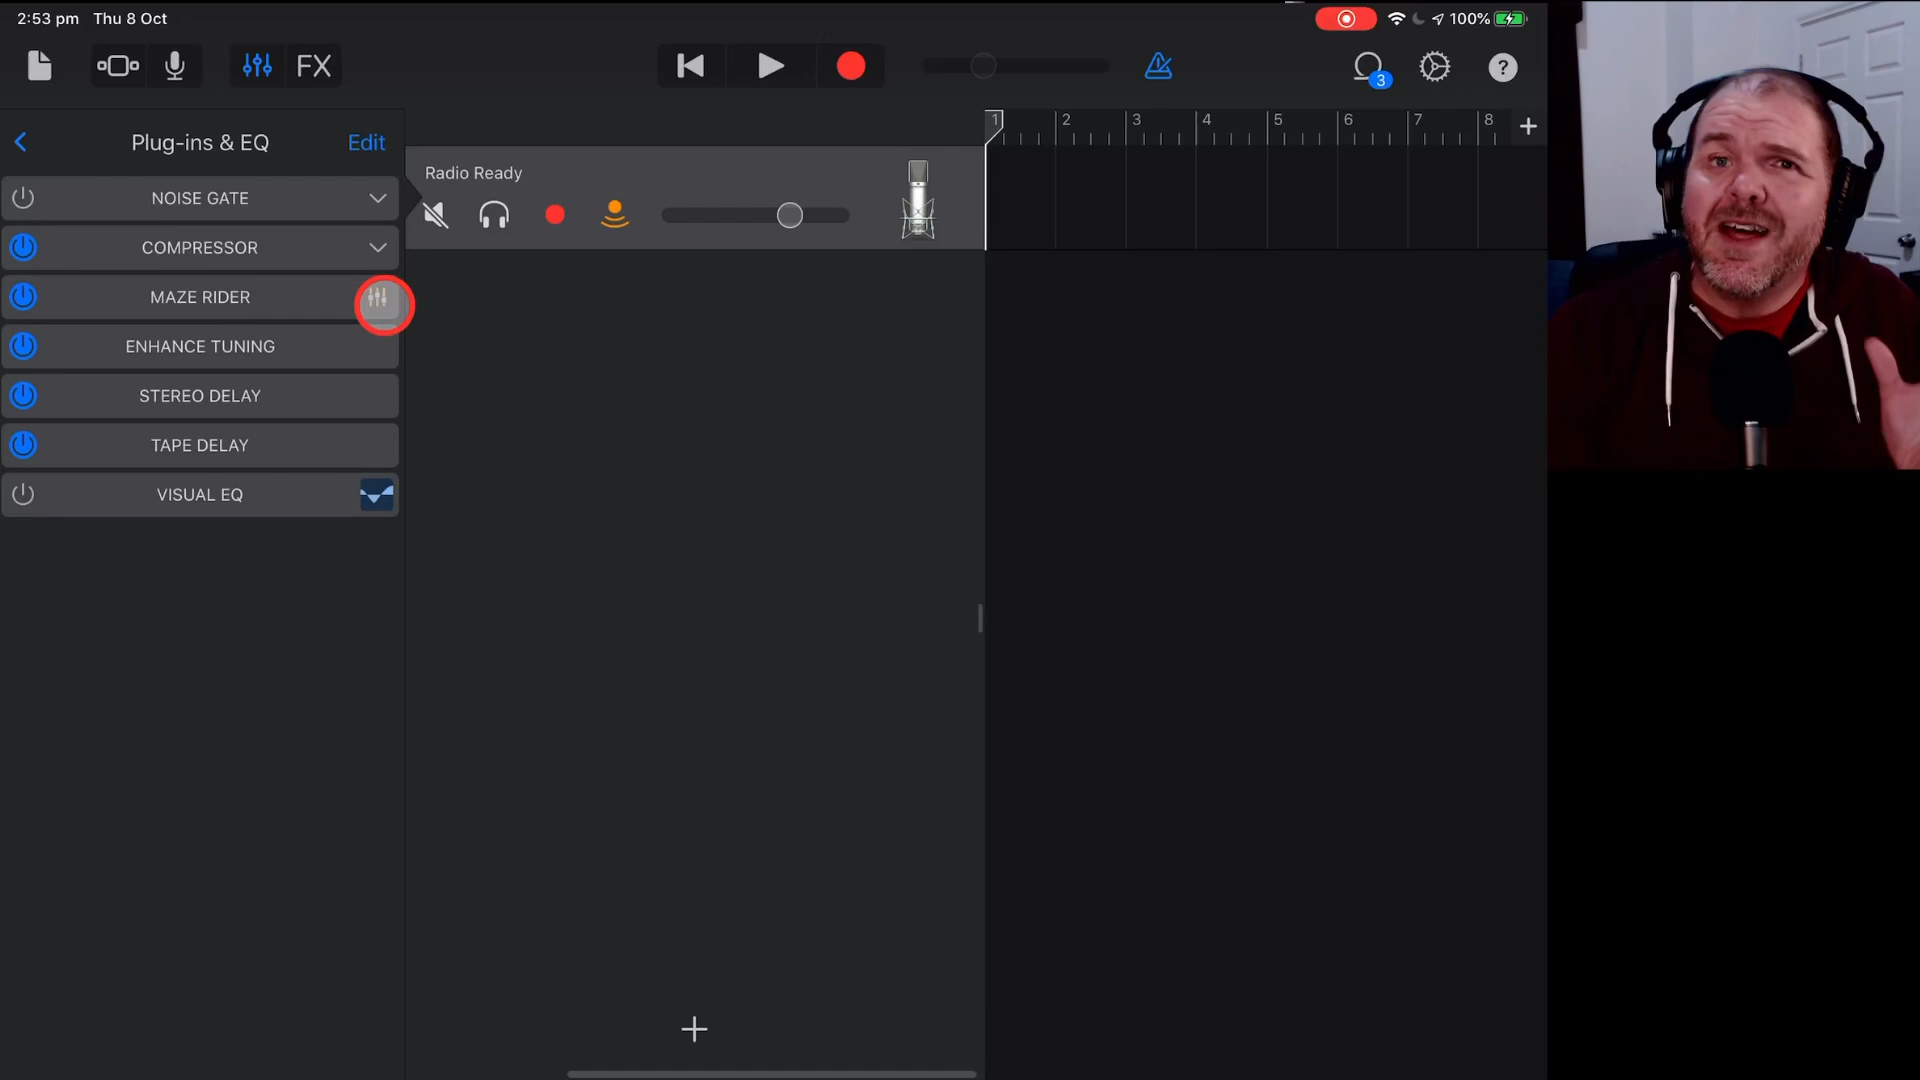 2:53 pm Thu 8 Oct
100%
FX
3
?
Plug-ins & EQ
Edit
1 2 3 4 5 6 7 8
Radio Ready
NOISE GATE
COMPRESSOR
MAZE RIDER
ENHANCE TUNING
STEREO DELAY
TAPE DELAY
VISUAL EQ